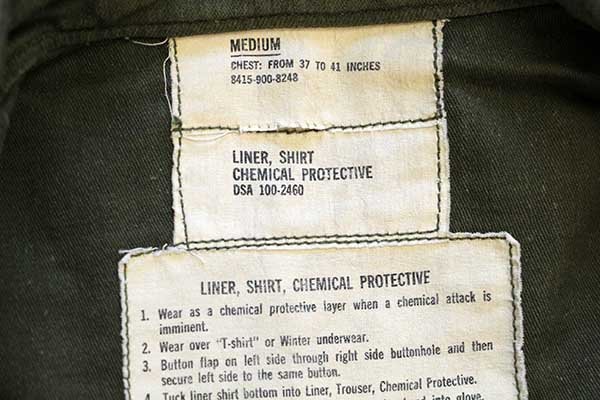 MEDIUM
CHEST: FROM 37 TO 41 INCHES
8415-900-8248
LINER, SHIRT
CHEMICAL PROTECTIVE
DSA 100-2460
LINER, SHIRT, CHEMICAL PROTECTIVE
1. Wear as a chemical protective layer when a chemical attack is
imminent.
2. Wear over "T-shirt" or Winter underwear.
3. Button flap on left side through right side buttonhole and then
secure left side to the same button.
4. Tuck liner shirt bottom into Liner, Trouser, Chemical Protective.
into glove.